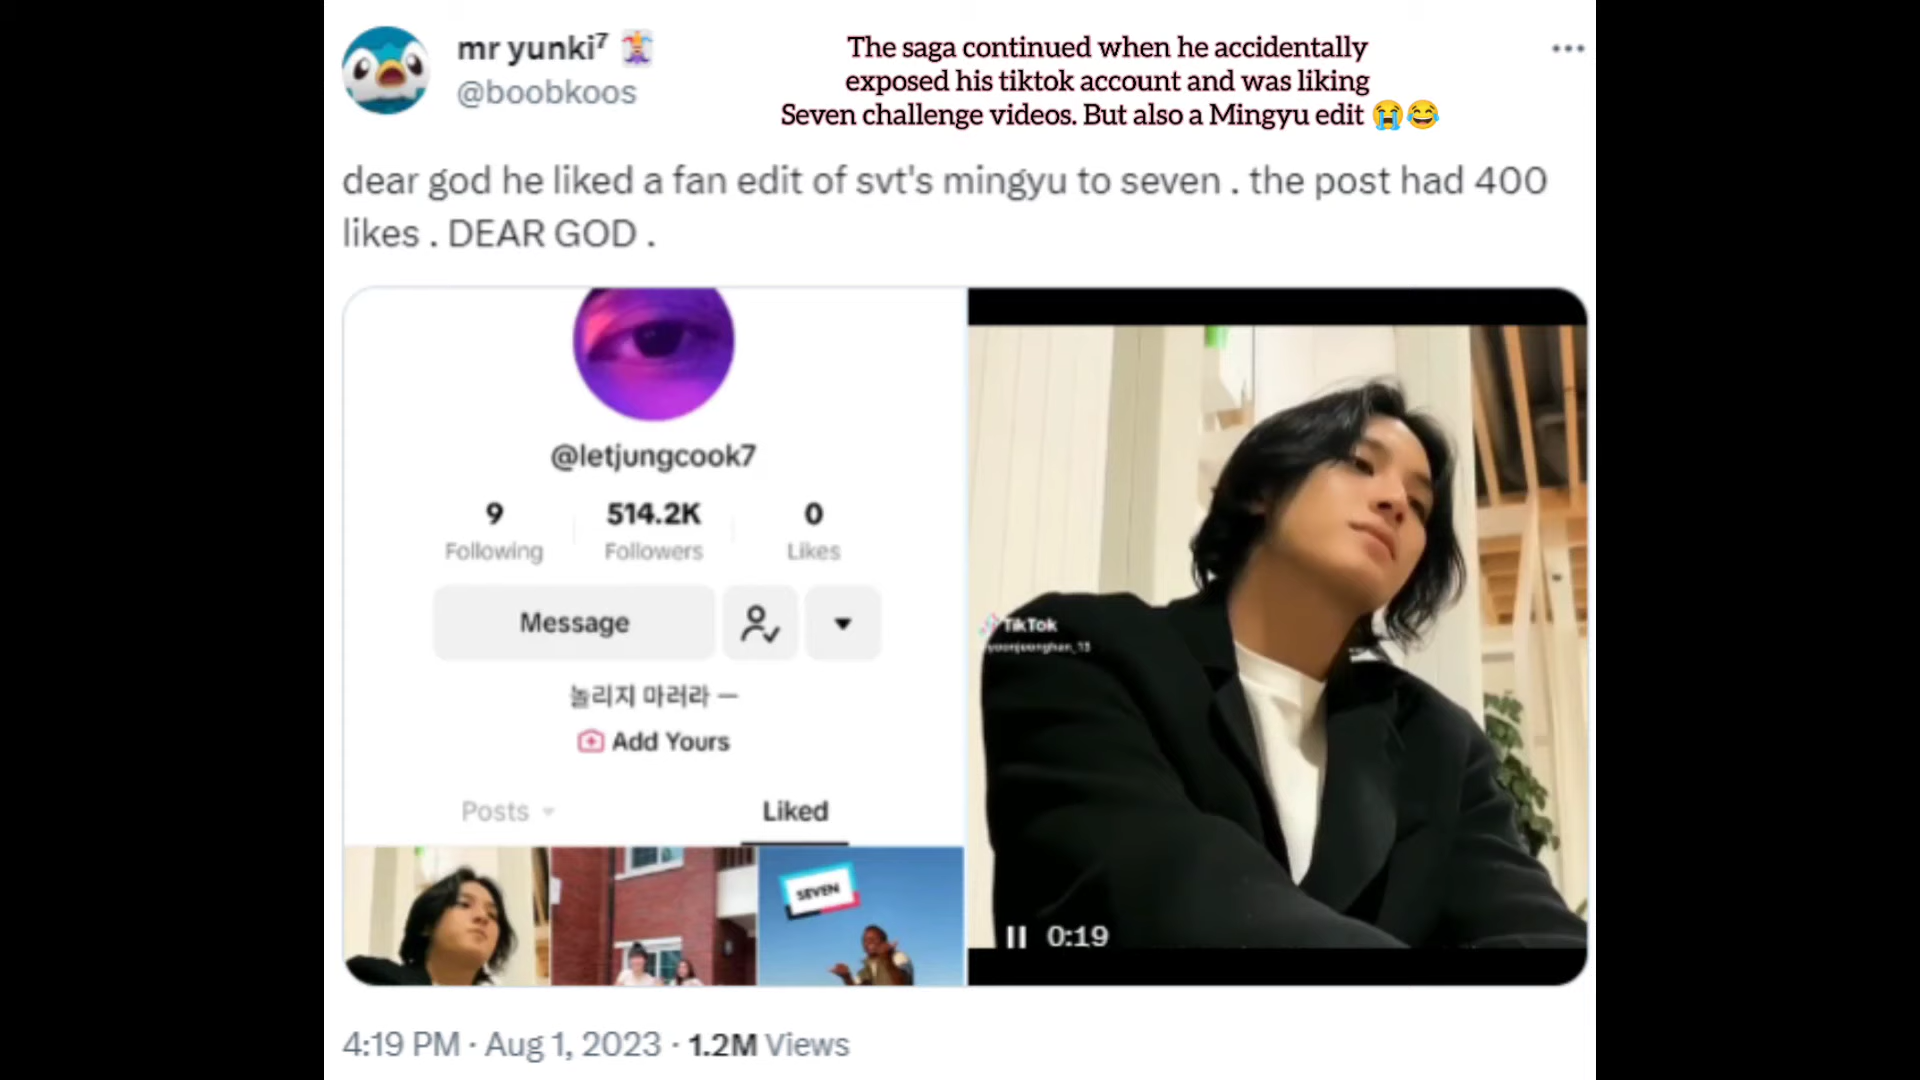 mr yunki⁷ 🃏
@boobkoos
The saga continued when he accidentally
exposed his tiktok account and was liking
Seven challenge videos. But also a Mingyu edit 😭😂
dear god he liked a fan edit of svt's mingyu to seven . the post had 400
likes . DEAR GOD .
@letjungcook7
9 514.2K 0
Following Followers Likes
Message
놀리지 마러라 —
Add Yours
Posts Liked
SEVEN
TikTok
0:19
4:19 PM · Aug 1, 2023 · 1.2M Views